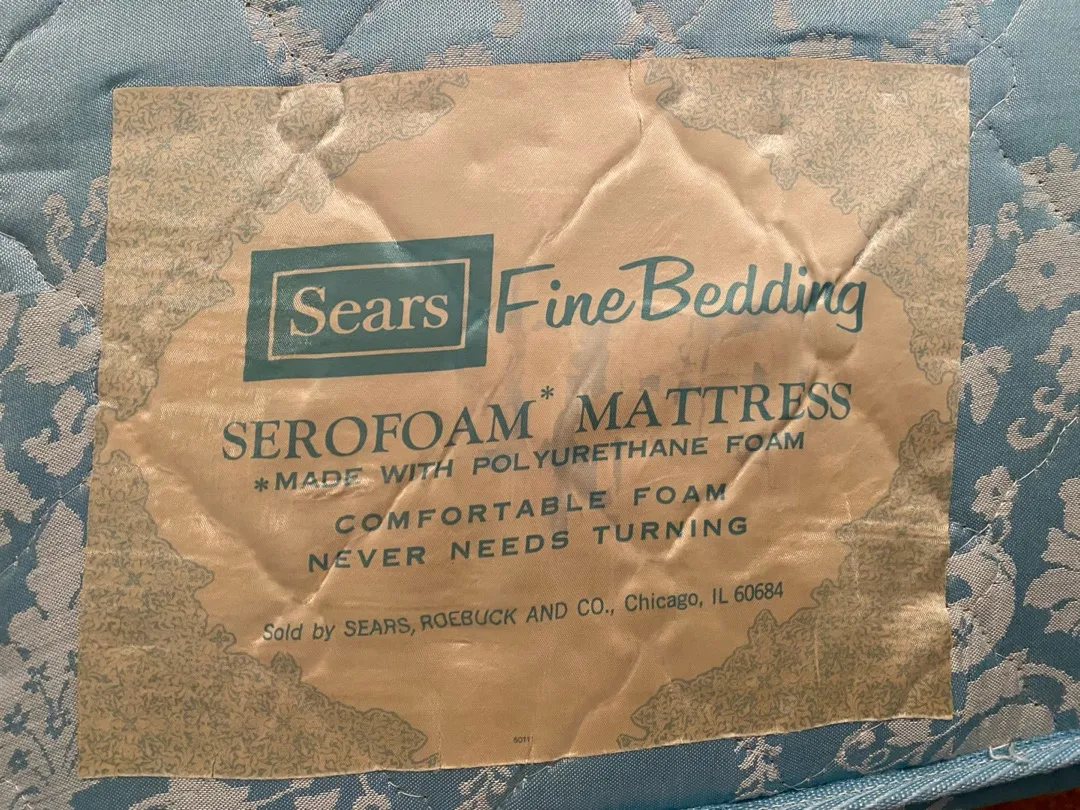 Sears Fine Bedding
SEROFOAM* MATTRESS
*MADE WITH POLYURETHANE FOAM
COMFORTABLE FOAM
NEVER NEEDS TURNING
Sold by SEARS, ROEBUCK AND CO., Chicago, IL 60684